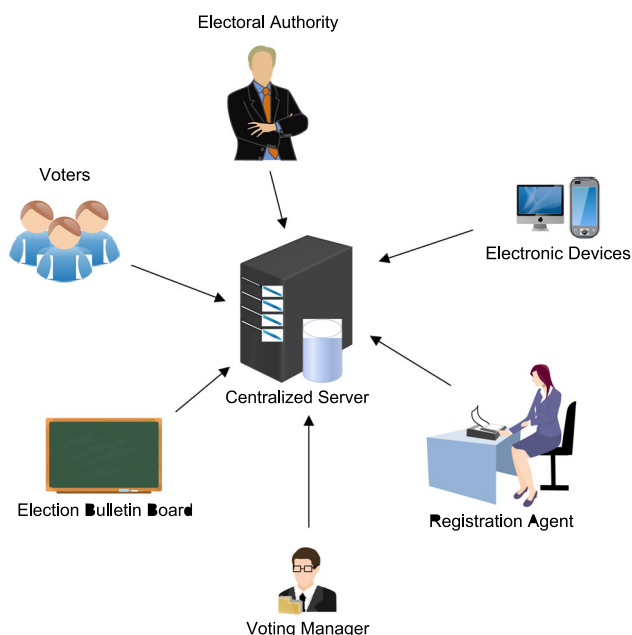 Electoral Authority
Voters
Electronic Devices
Centralized Server
Election Bulletin Board
Registration Agent
Voting Manager